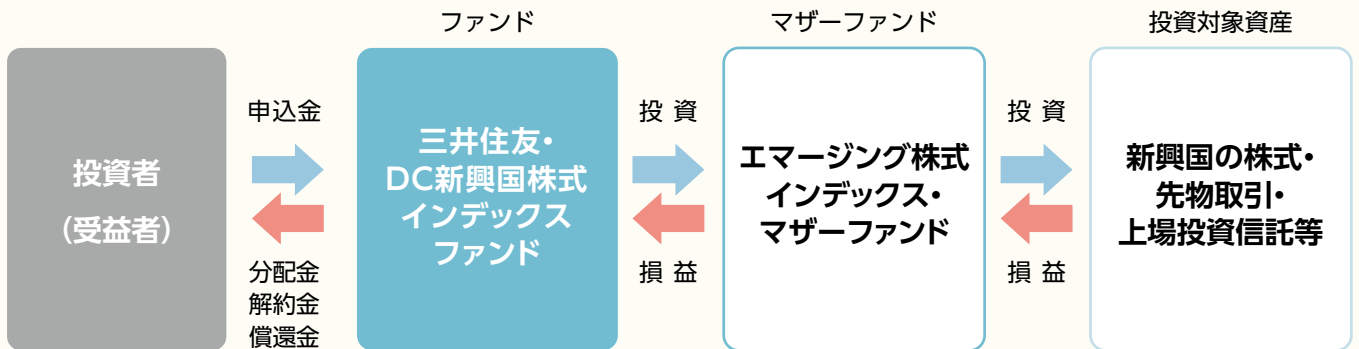 ファンド
マザーファンド
投資対象資産
投資者
(受益者)
申込金
分配金
解約金
償還金
三井住友・
DC新興国株式
インデックス
ファンド
投 資
損 益
エマージング株式
インデックス・
マザーファンド
投 資
損 益
新興国の株式・
先物取引・
上場投資信託等